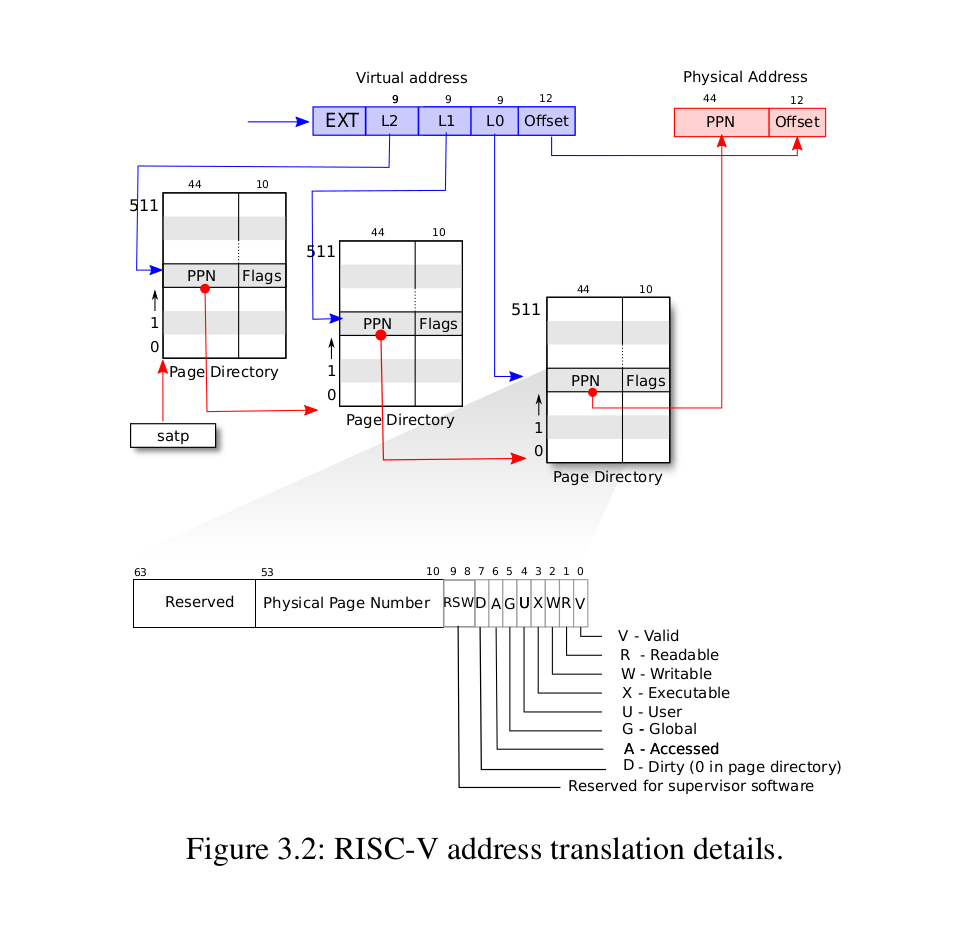 Virtual address
Physical Address
9 9 9 12
44 12
EXT L2 L1 L0 Offset
PPN Offset
44 10
511
PPN Flags
1
0
Page Directory
satp
44 10
511
PPN Flags
1
0
Page Directory
44 10
511
PPN Flags
1
0
Page Directory
63 53 10 9 8 7 6 5 4 3 2 1 0
Reserved Physical Page Number RSW D A G U X W R V
V - Valid
R - Readable
W - Writable
X - Executable
U - User
G - Global
A - Accessed
D - Dirty (0 in page directory)
Reserved for supervisor software
Figure 3.2: RISC-V address translation details.